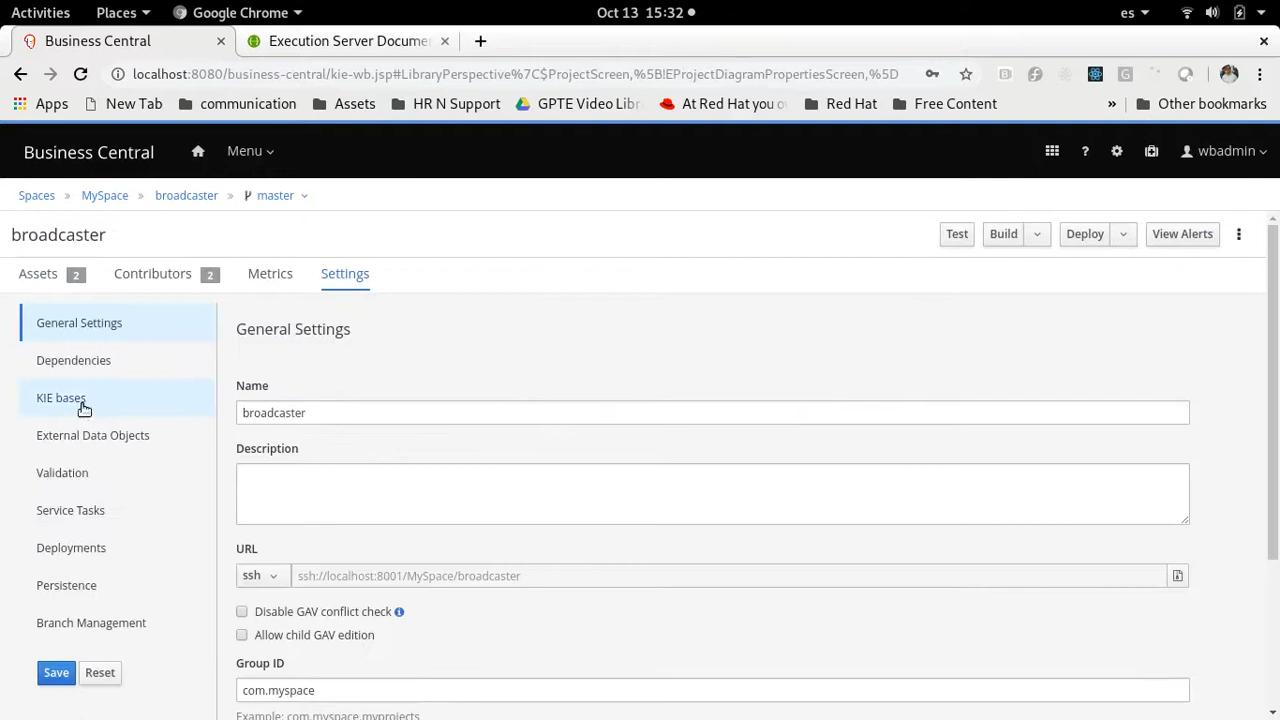 Activities Places Google Chrome Oct 13 15:32 es
Business Central Execution Server Docume
localhost:8080/business-central/kie-wb.jsp#LibraryPerspective%7C$ProjectScreen,%5B!EProjectDiagramPropertiesScreen,%5D
Apps New Tab communication Assets HR N Support GPTE Video Libr At Red Hat you o Red Hat Free Content » Other bookmarks
Business Central Menu ? wbadmin
Spaces » MySpace » broadcaster » master
broadcaster Test Build Deploy View Alerts
Assets 2 Contributors 2 Metrics Settings
General Settings
Dependencies
KIE bases
External Data Objects
Validation
Service Tasks
Deployments
Persistence
Branch Management
Save Reset
General Settings
Name
broadcaster
Description
URL
ssh ssh://localhost:8001/MySpace/broadcaster
Disable GAV conflict check
Allow child GAV edition
Group ID
com.myspace
Example: com.myspace.myprojects